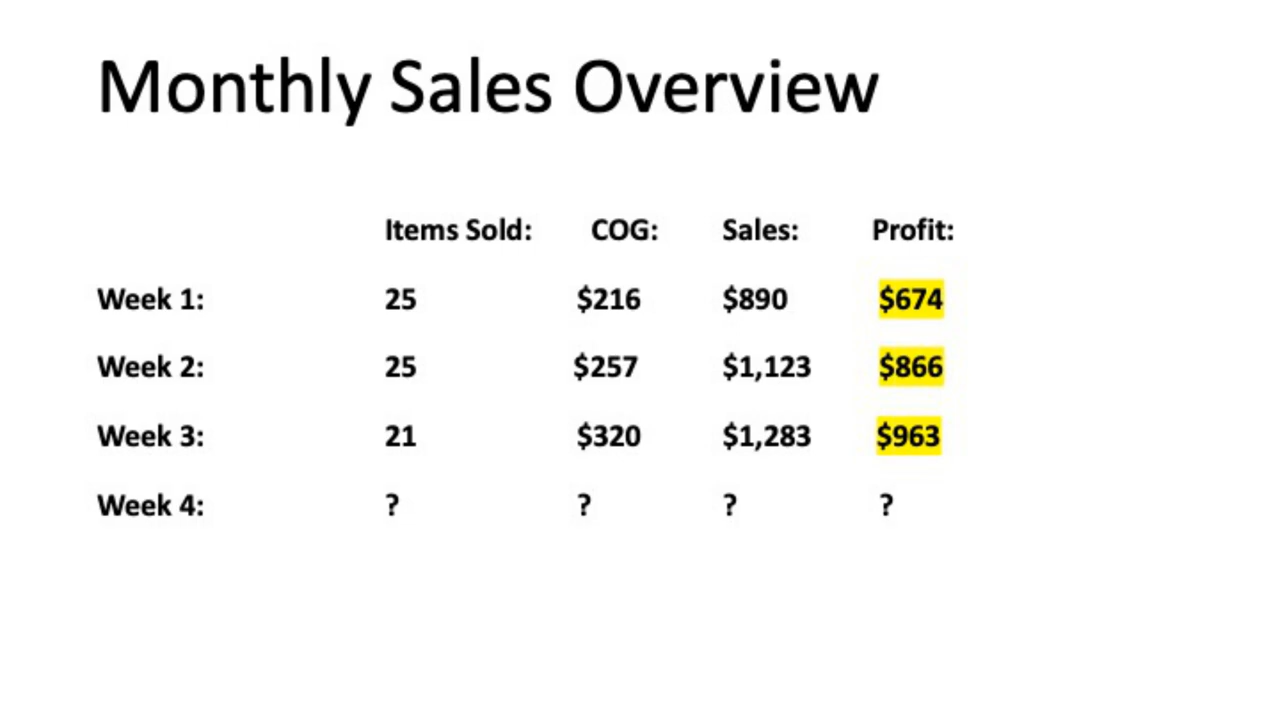 Monthly Sales Overview
Items Sold: COG: Sales: Profit:
Week 1: 25 $216 $890 $674
Week 2: 25 $257 $1,123 $866
Week 3: 21 $320 $1,283 $963
Week 4: ? ? ? ?